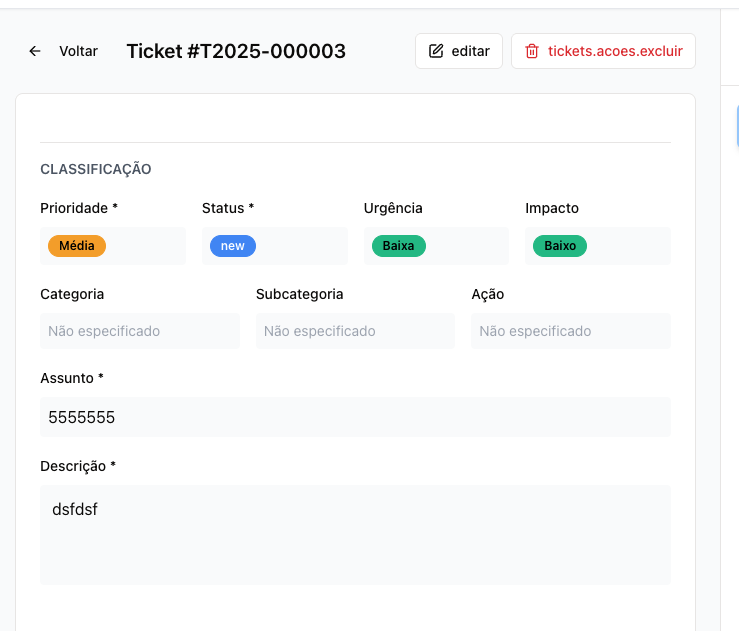 Voltar Ticket #T2025-000003 editar tickets.acoes.excluir
CLASSIFICAÇÃO
Prioridade * Status * Urgência Impacto
Média new Baixa Baixo
Categoria Subcategoria Ação
Não especificado Não especificado Não especificado
Assunto *
5555555
Descrição *
dsfdsf